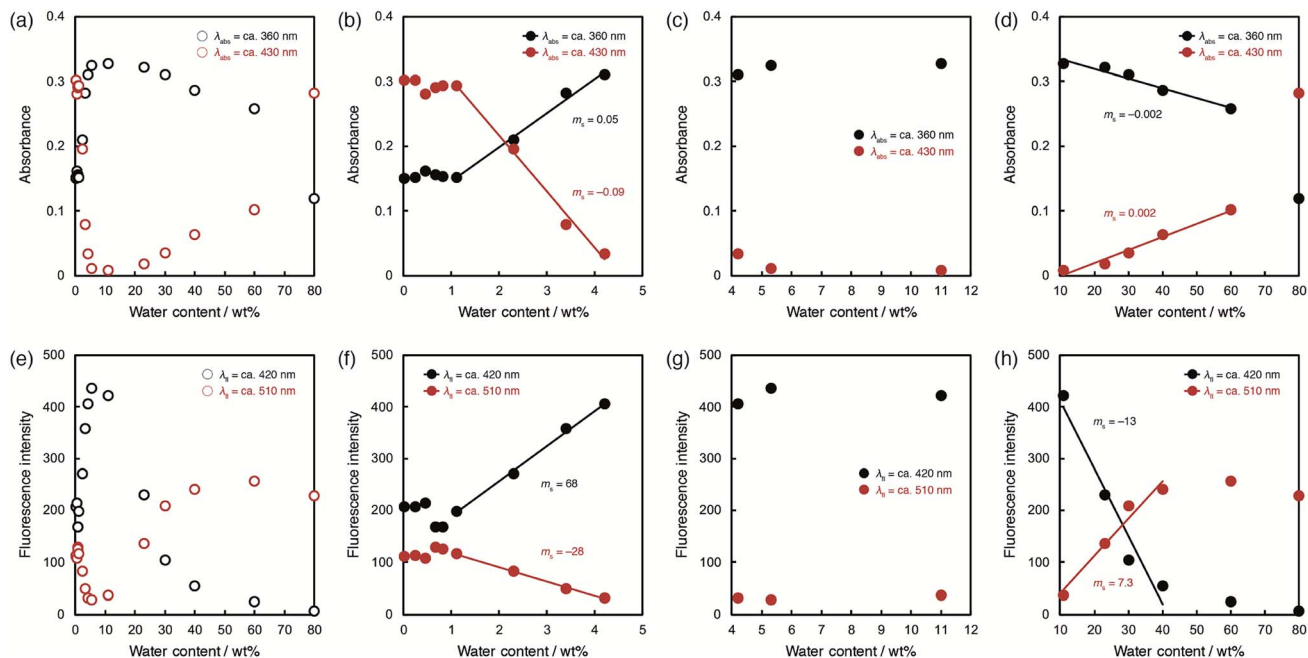 (a)
0.4
0.3
0.2
0.1
0
Absorbance
λabs = ca. 360 nm
λabs = ca. 430 nm
0 10 20 30 40 50 60 70 80
Water content / wt%
(b)
0.4
0.3
0.2
0.1
0
Absorbance
λabs = ca. 360 nm
λabs = ca. 430 nm
ms = 0.05
ms = −0.09
0 1 2 3 4 5
Water content / wt%
(c)
0.4
0.3
0.2
0.1
0
Absorbance
λabs = ca. 360 nm
λabs = ca. 430 nm
4 5 6 7 8 9 10 11 12
Water content / wt%
(d)
0.4
0.3
0.2
0.1
0
Absorbance
λabs = ca. 360 nm
λabs = ca. 430 nm
ms = −0.002
ms = 0.002
10 20 30 40 50 60 70 80
Water content / wt%
(e)
500
400
300
200
100
0
Fluorescence intensity
λfl = ca. 420 nm
λfl = ca. 510 nm
0 10 20 30 40 50 60 70 80
Water content / wt%
(f)
500
400
300
200
100
0
Fluorescence intensity
λfl = ca. 420 nm
λfl = ca. 510 nm
ms = 68
ms = −28
0 1 2 3 4 5
Water content / wt%
(g)
500
400
300
200
100
0
Fluorescence intensity
λfl = ca. 420 nm
λfl = ca. 510 nm
4 5 6 7 8 9 10 11 12
Water content / wt%
(h)
500
400
300
200
100
0
Fluorescence intensity
λfl = ca. 420 nm
λfl = ca. 510 nm
ms = −13
ms = 7.3
10 20 30 40 50 60 70 80
Water content / wt%